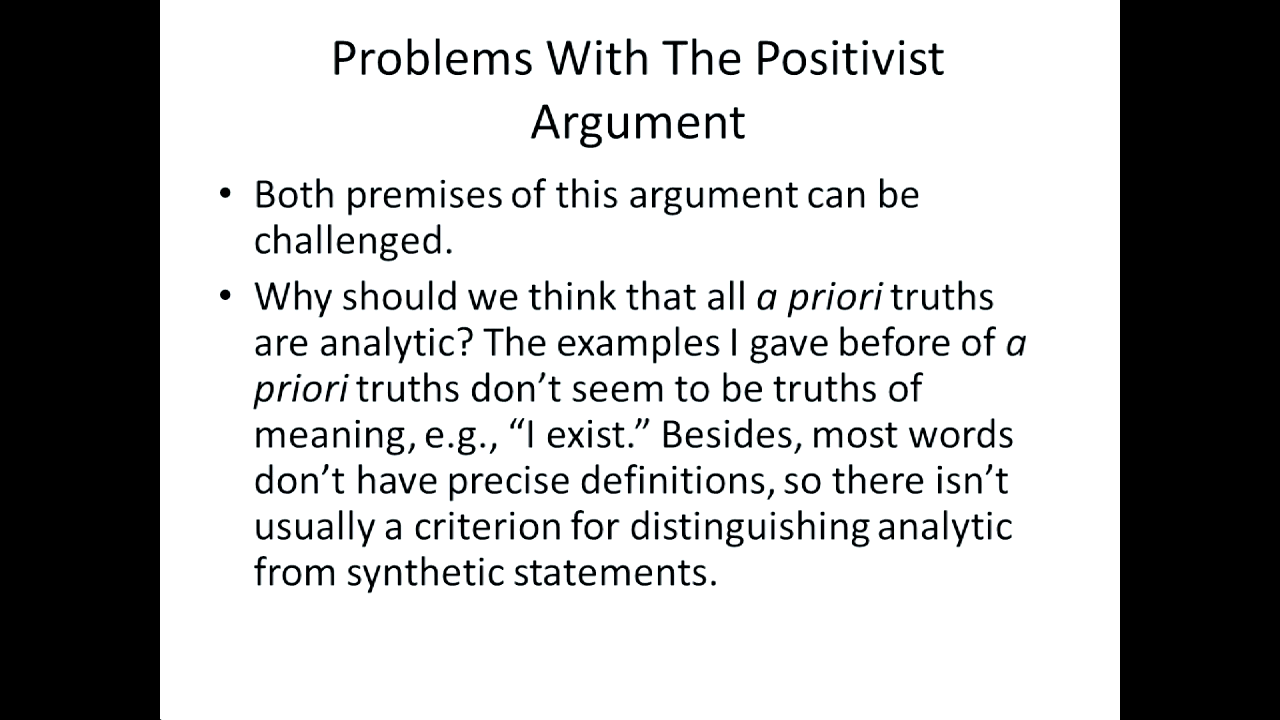 Problems With The Positivist
Argument
• Both premises of this argument can be
challenged.
• Why should we think that all a priori truths
are analytic? The examples I gave before of a
priori truths don’t seem to be truths of
meaning, e.g., “I exist.” Besides, most words
don’t have precise definitions, so there isn’t
usually a criterion for distinguishing analytic
from synthetic statements.